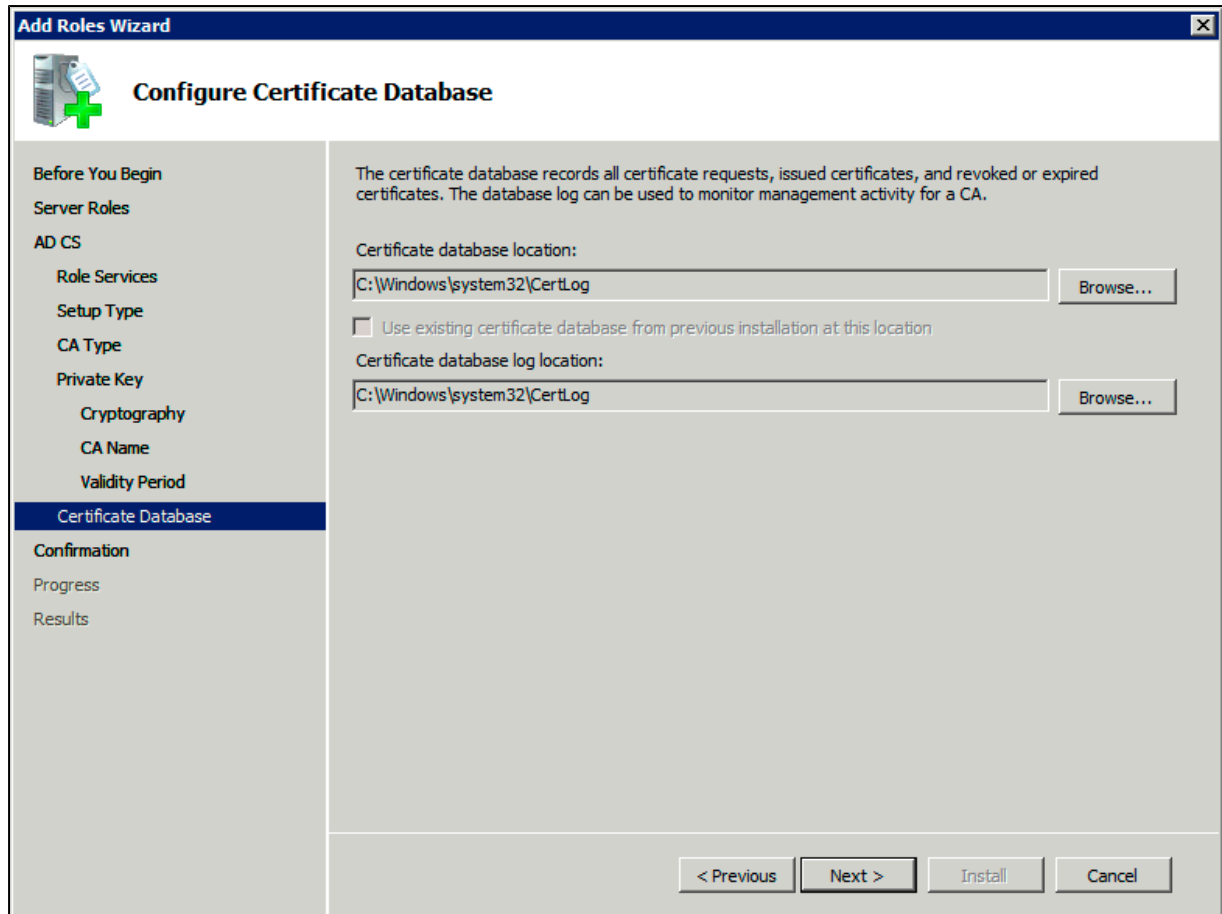 Add Roles Wizard
Configure Certificate Database
Before You Begin
Server Roles
AD CS
Role Services
Setup Type
CA Type
Private Key
Cryptography
CA Name
Validity Period
Certificate Database
Confirmation
Progress
Results
The certificate database records all certificate requests, issued certificates, and revoked or expired
certificates. The database log can be used to monitor management activity for a CA.
Certificate database location:
C:\Windows\system32\CertLog
Browse...
Use existing certificate database from previous installation at this location
Certificate database log location:
C:\Windows\system32\CertLog
Browse...
< Previous
Next >
Install
Cancel